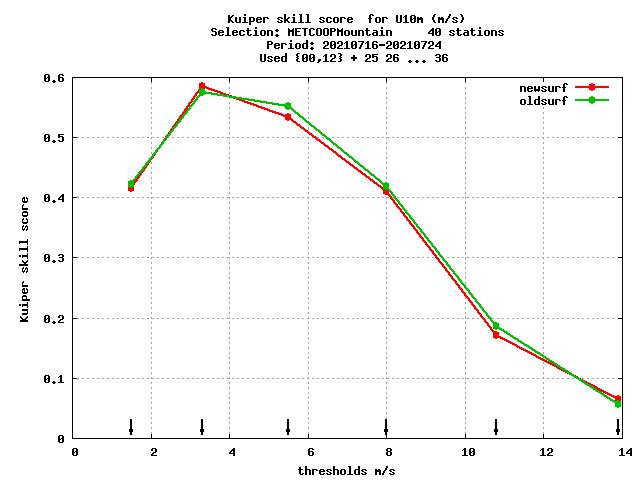 Kuiper skill score  for U10m (m/s)
Selection: METCOOPMountain     40 stations
Period: 20210716-20210724
Used {00,12} + 25 26 ... 36
newsurf
oldsurf
Kuiper skill score
0.6
0.5
0.4
0.3
0.2
0.1
0
0 2 4 6 8 10 12 14
thresholds m/s